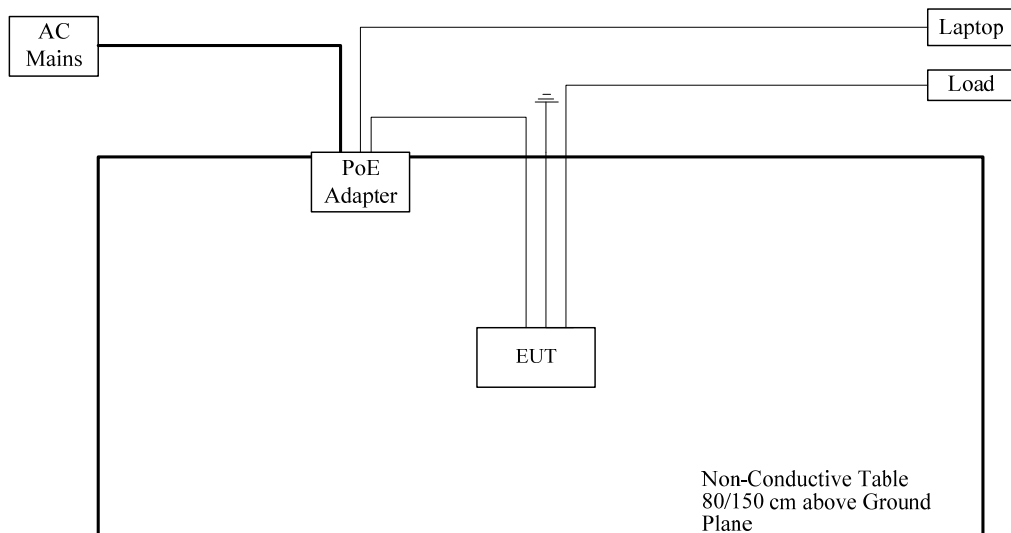 AC
Mains
Laptop
Load
PoE
Adapter
EUT
Non-Conductive Table
80/150 cm above Ground
Plane